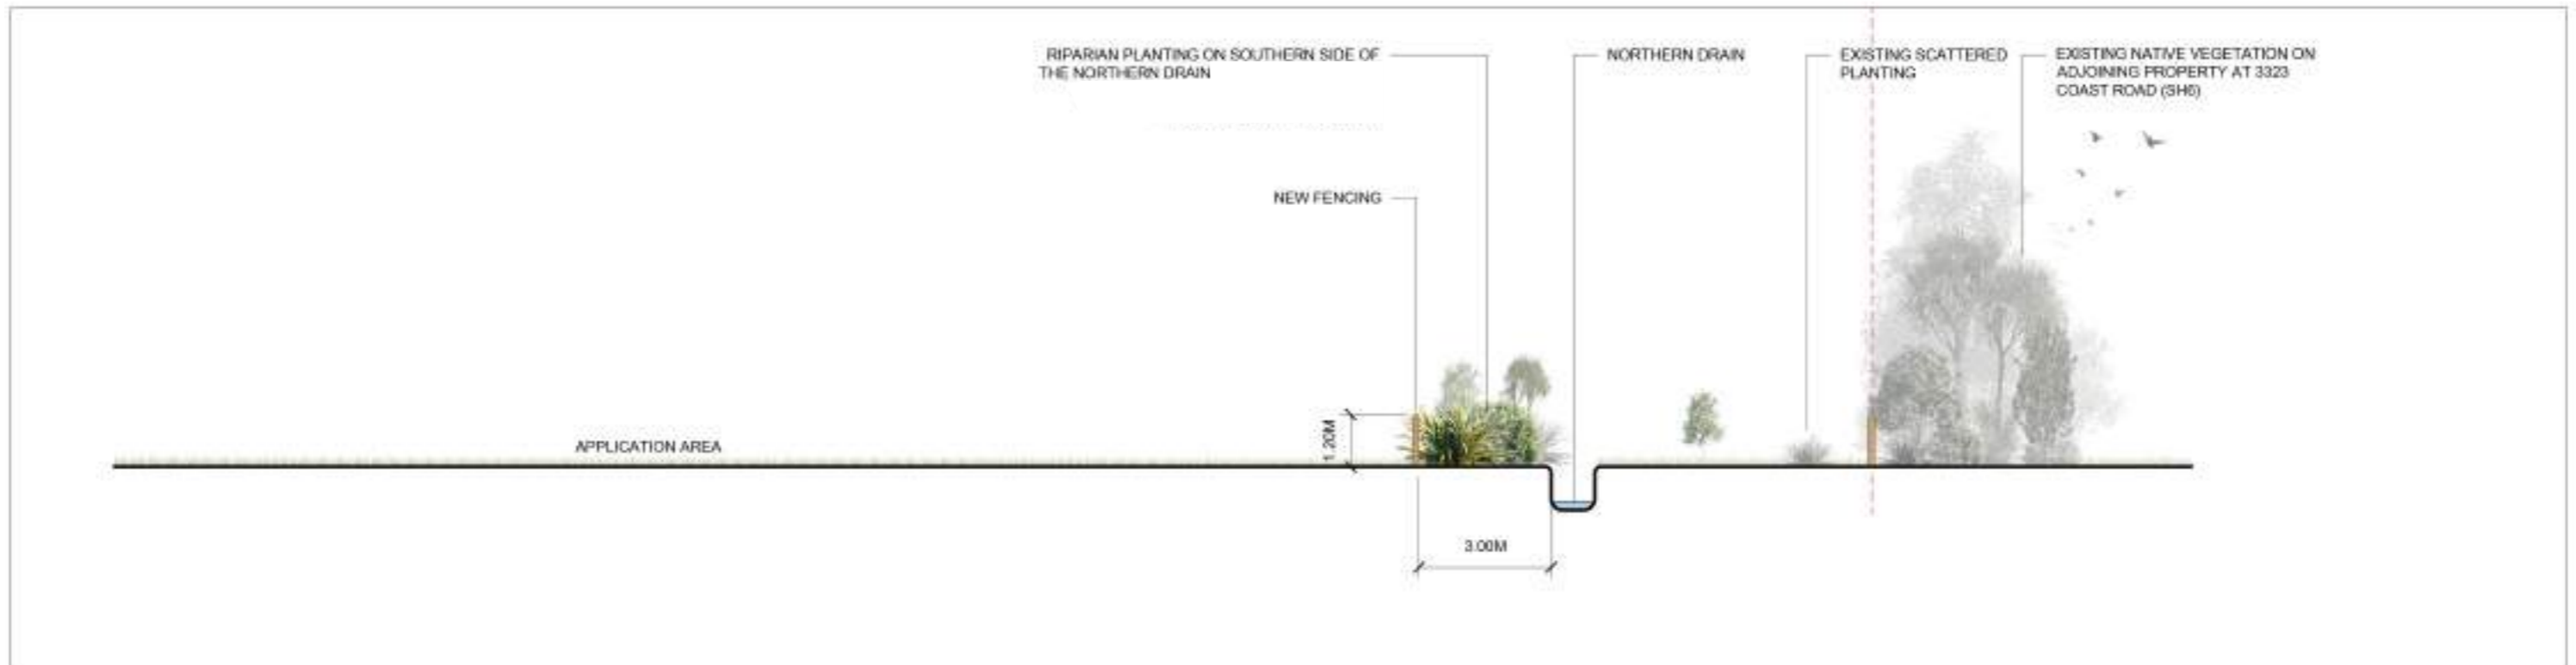 RIPARIAN PLANTING ON SOUTHERN SIDE OF
THE NORTHERN DRAIN
NORTHERN DRAIN
EXISTING SCATTERED
PLANTING
EXISTING NATIVE VEGETATION ON
ADJOINING PROPERTY AT 3323
COAST ROAD (SH6)
NEW FENCING
1.20M
APPLICATION AREA
3.00M